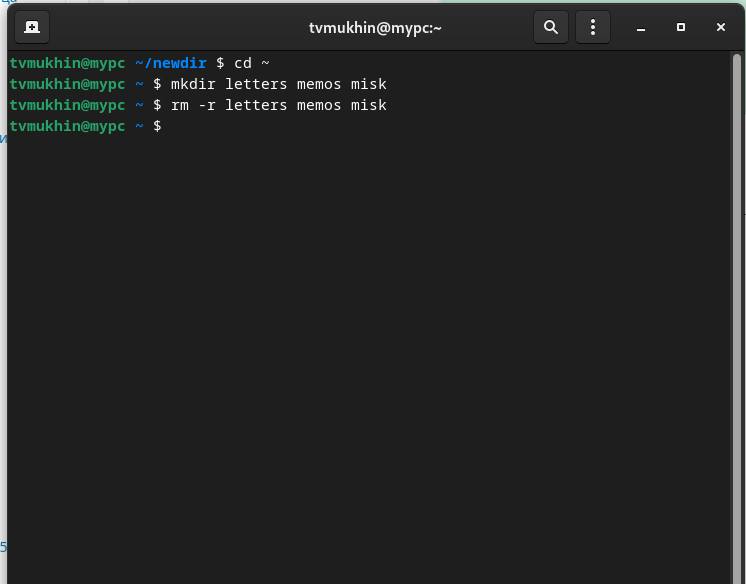 tvmukhin@mypc:~
tvmukhin@mypc ~/newdir $ cd ~
tvmukhin@mypc ~ $ mkdir letters memos misk
tvmukhin@mypc ~ $ rm -r letters memos misk
tvmukhin@mypc ~ $